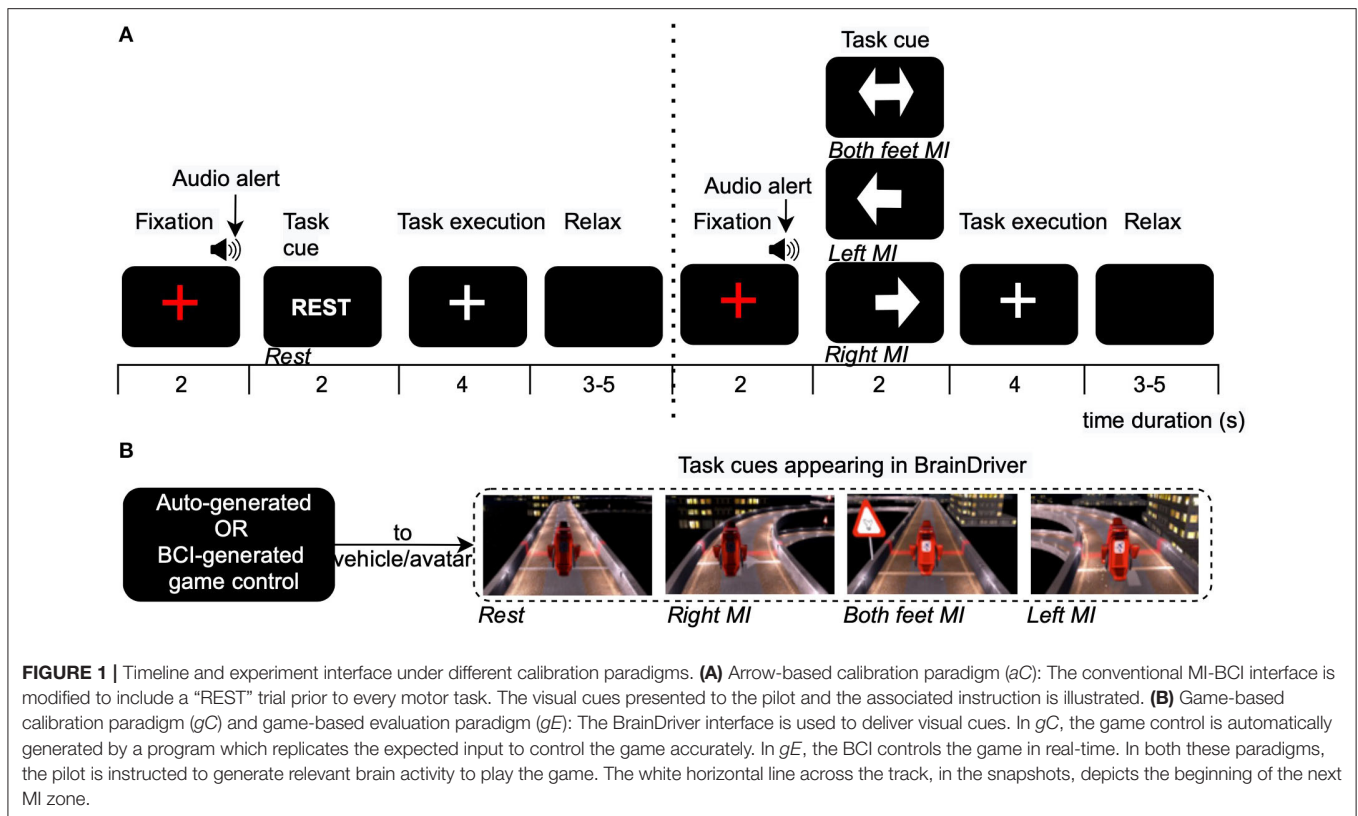 A
Task cue
Both feet MI
Audio alert
Audio alert
Fixation
Task
cue
Task execution
Relax
Fixation
Left MI
Task execution
Relax
REST
Rest
Right MI
2
2
4
3-5
2
2
4
3-5
time duration (s)
B
Task cues appearing in BrainDriver
Auto-generated
OR
BCI-generated
game control
to
vehicle/avatar
Rest
Right MI
Both feet MI
Left MI
FIGURE 1 | Timeline and experiment interface under different calibration paradigms. (A) Arrow-based calibration paradigm (aC): The conventional MI-BCI interface is
modified to include a “REST” trial prior to every motor task. The visual cues presented to the pilot and the associated instruction is illustrated. (B) Game-based
calibration paradigm (gC) and game-based evaluation paradigm (gE): The BrainDriver interface is used to deliver visual cues. In gC, the game control is automatically
generated by a program which replicates the expected input to control the game accurately. In gE, the BCI controls the game in real-time. In both these paradigms,
the pilot is instructed to generate relevant brain activity to play the game. The white horizontal line across the track, in the snapshots, depicts the beginning of the next
MI zone.